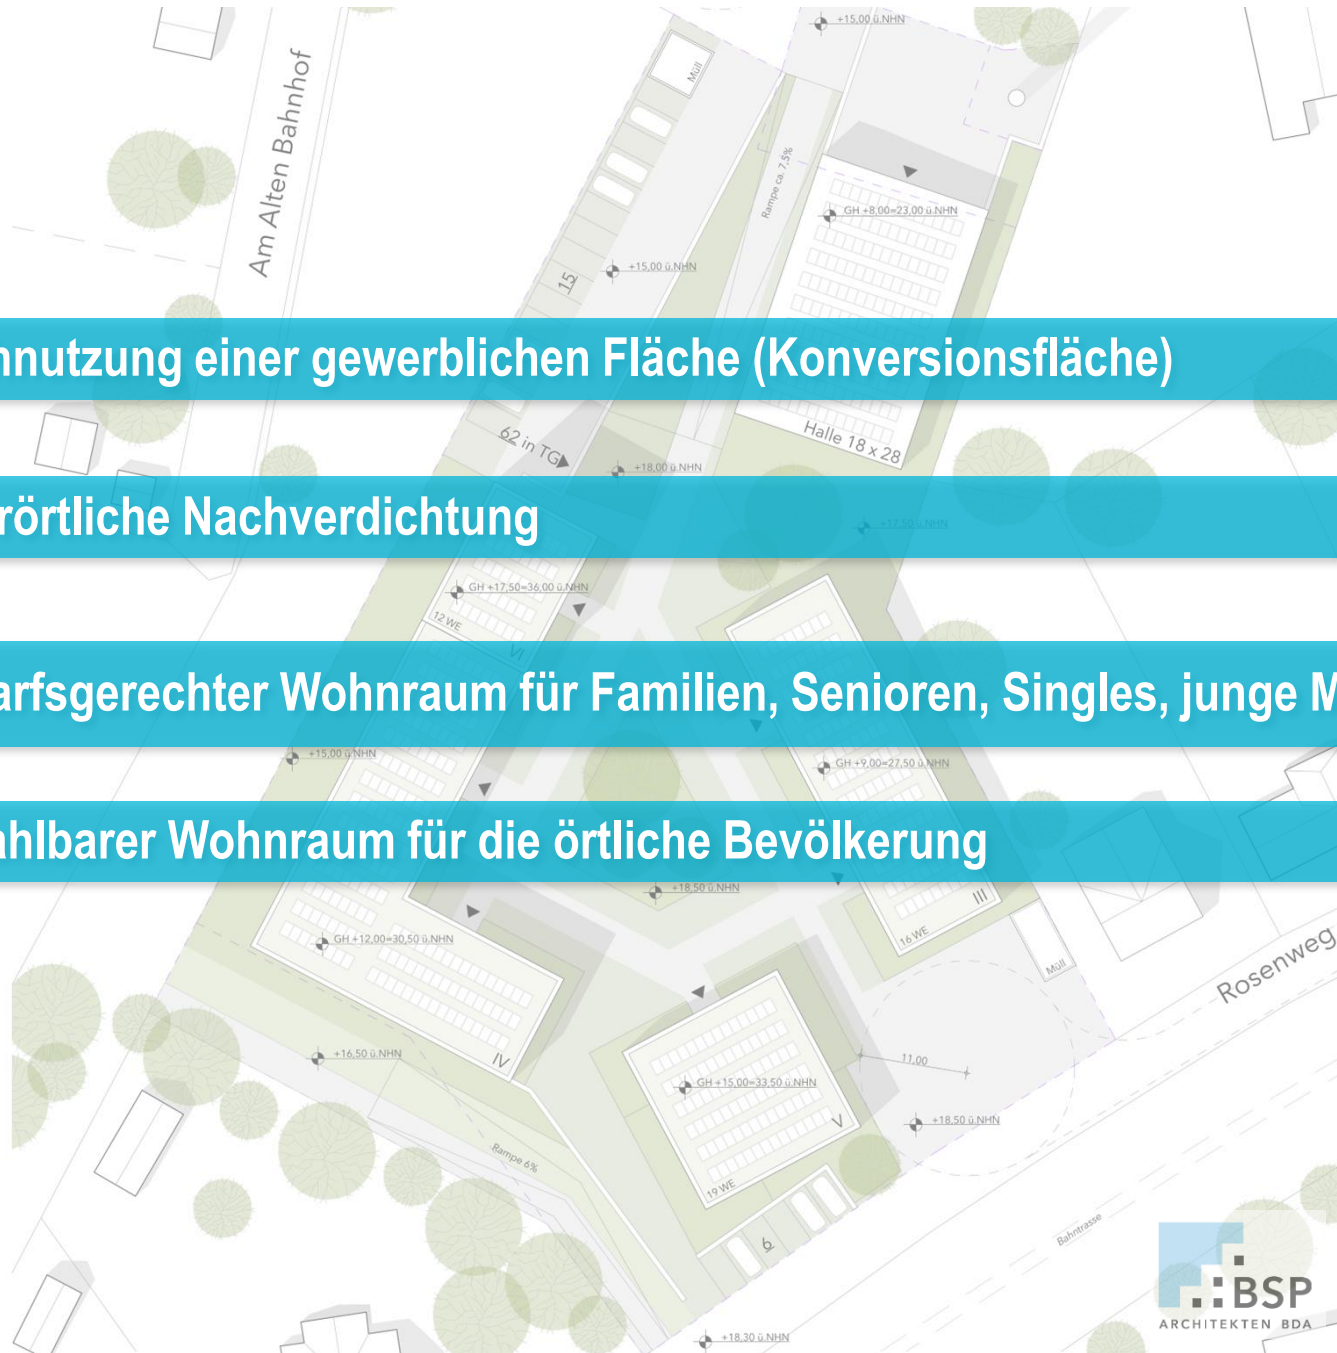 +15,00 ü.NHN
Müll
Am Alten Bahnhof
Rampe ca. 7,5%
GH +8,00=23,00 ü.NHN
+15,00 ü.NHN
15
hnutzung einer gewerblichen Fläche (Konversionsfläche)
62 in TG
Halle 18 x 28
+18,00 ü.NHN
rörtliche Nachverdichtung
+17,50 ü.NHN
GH +17,50=36,00 ü.NHN
12 WE
VI
arfsgerechter Wohnraum für Familien, Senioren, Singles, junge M
+15,00 ü.NHN
GH +9,00=27,50 ü.NHN
ahlbarer Wohnraum für die örtliche Bevölkerung
+18,50 ü.NHN
III
16 WE
GH +12,00=30,50 ü.NHN
Müll
Rosenweg
+16,50 ü.NHN
IV
11,00
GH +15,00=33,50 ü.NHN
V
+18,50 ü.NHN
Rampe 6%
19 WE
6
Bahntrasse
BSP
ARCHITEKTEN BDA
+18,30 ü.NHN